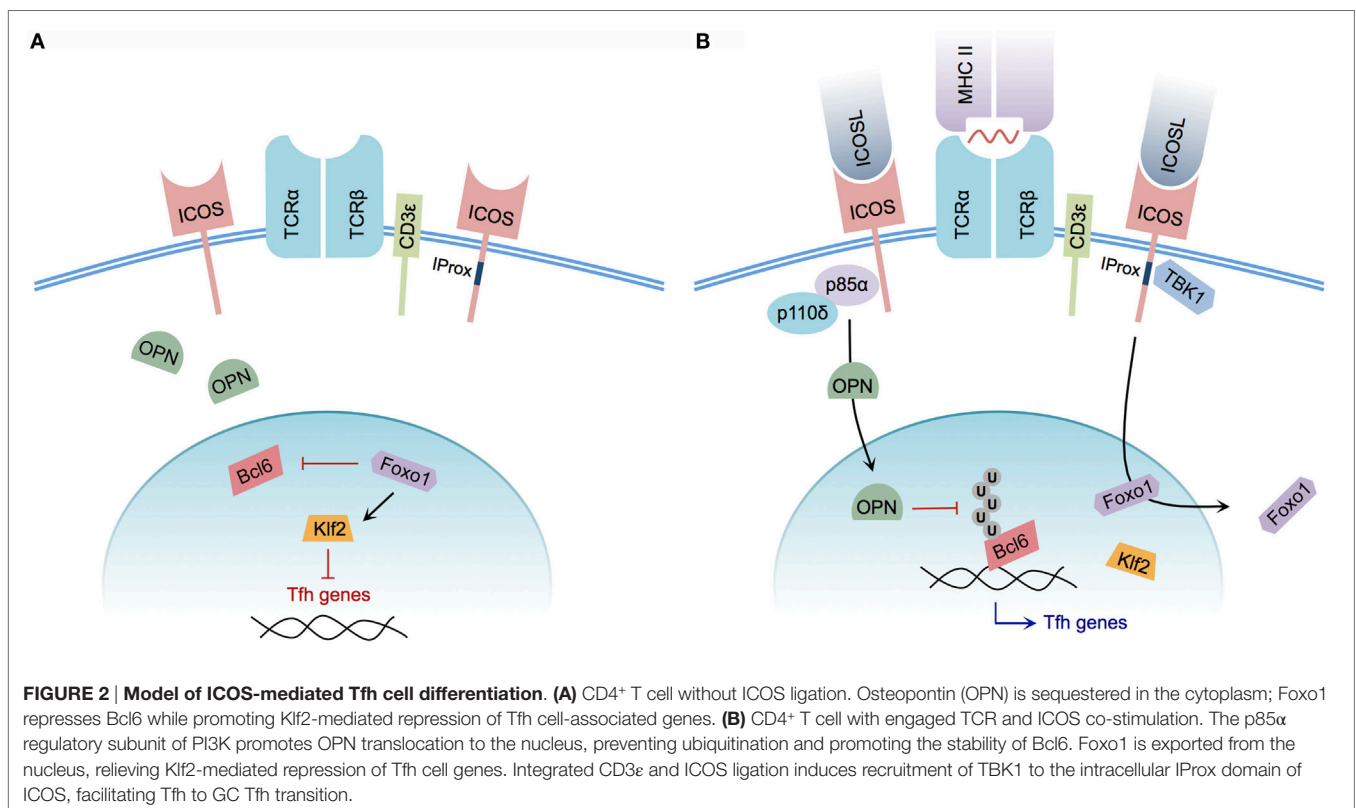 A
ICOS
TCRα
TCRβ
CD3ε
ICOS
IProx
OPN
OPN
Bcl6
Foxo1
Klf2
Tfh genes
B
ICOSL
MHC II
ICOSL
ICOS
TCRα
TCRβ
CD3ε
ICOS
IProx
TBK1
p85α
p110δ
OPN
OPN
U
U
U
U
U
Bcl6
Foxo1
Foxo1
Klf2
Tfh genes
FIGURE 2 | Model of ICOS-mediated Tfh cell differentiation. (A) CD4+ T cell without ICOS ligation. Osteopontin (OPN) is sequestered in the cytoplasm; Foxo1
represses Bcl6 while promoting Klf2-mediated repression of Tfh cell-associated genes. (B) CD4+ T cell with engaged TCR and ICOS co-stimulation. The p85α
regulatory subunit of PI3K promotes OPN translocation to the nucleus, preventing ubiquitination and promoting the stability of Bcl6. Foxo1 is exported from the
nucleus, relieving Klf2-mediated repression of Tfh cell genes. Integrated CD3ε and ICOS ligation induces recruitment of TBK1 to the intracellular IProx domain of
ICOS, facilitating Tfh to GC Tfh transition.